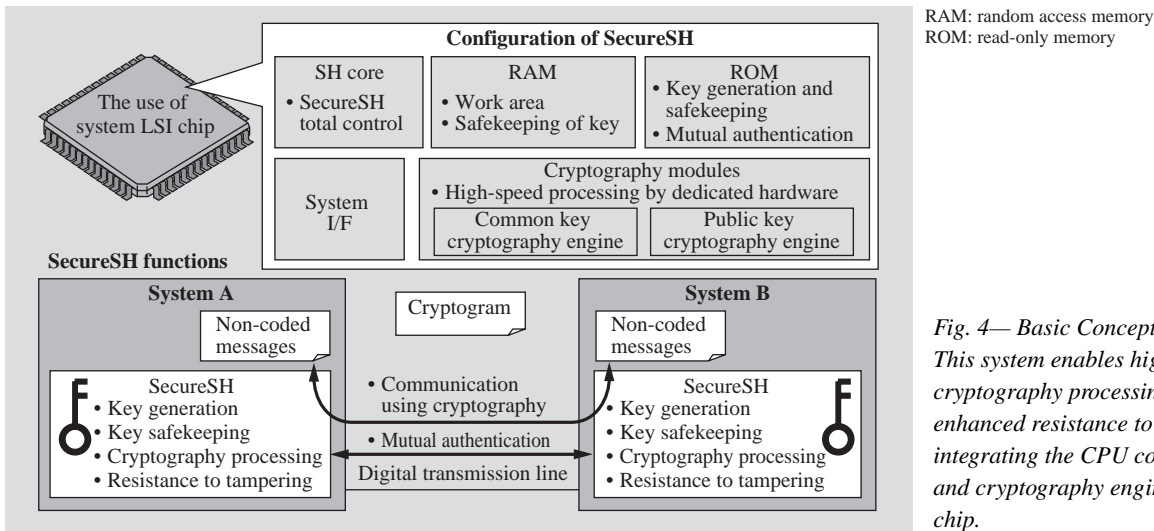 RAM: random access memory
ROM: read-only memory
Configuration of SecureSH
The use of
system LSI chip
SH core
• SecureSH
total control
RAM
• Work area
• Safekeeping of key
ROM
• Key generation and
safekeeping
• Mutual authentication
System
I/F
Cryptography modules
• High-speed processing by dedicated hardware
Common key
cryptography engine
Public key
cryptography engine
SecureSH functions
System A
Non-coded
messages
SecureSH
• Key generation
• Key safekeeping
• Cryptography processing
• Resistance to tampering
Cryptogram
• Communication
using cryptography
• Mutual authentication
Digital transmission line
System B
Non-coded
messages
SecureSH
• Key generation
• Key safekeeping
• Cryptography processing
• Resistance to tampering
Fig. 4— Basic Concept
This system enables hig
cryptography processin
enhanced resistance to
integrating the CPU co
and cryptography engin
chip.